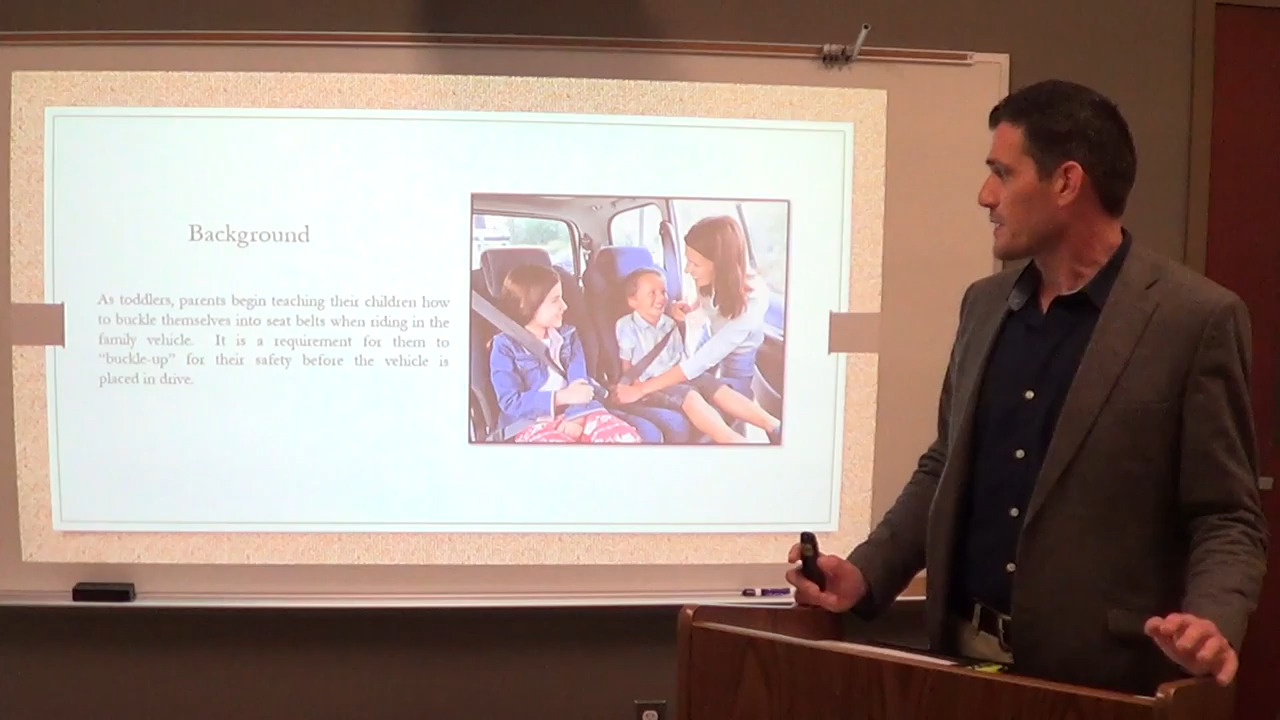 Background
As toddlers, parents begin teaching their children how
to buckle themselves into seat belts when riding in the
family vehicle. It is a requirement for them to
“buckle-up” for their safety before the vehicle is
placed in drive.